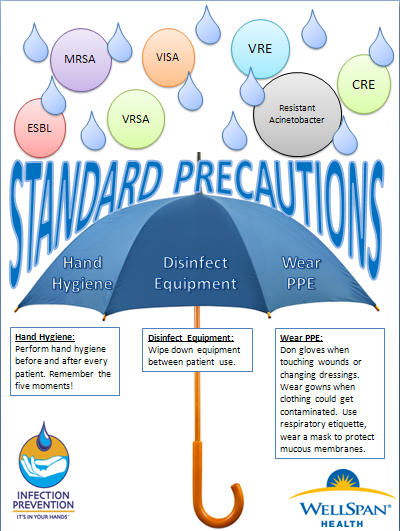 MRSA
VISA
VRE
CRE
Resistant
Acinetobacter
ESBL
VRSA
STANDARD PRECAUTIONS
Hand
Hygiene
Disinfect
Equipment
Wear
PPE
Hand Hygiene:
Perform hand hygiene
before and after every
patient. Remember the
five moments!
Disinfect Equipment:
Wipe down equipment
between patient use.
Wear PPE:
Don gloves when
touching wounds or
changing dressings.
Wear gowns when
clothing could get
contaminated. Use
respiratory etiquette,
wear a mask to protect
mucous membranes.
INFECTION
PREVENTION
IT'S IN YOUR HANDS
WELLSPAN®
HEALTH